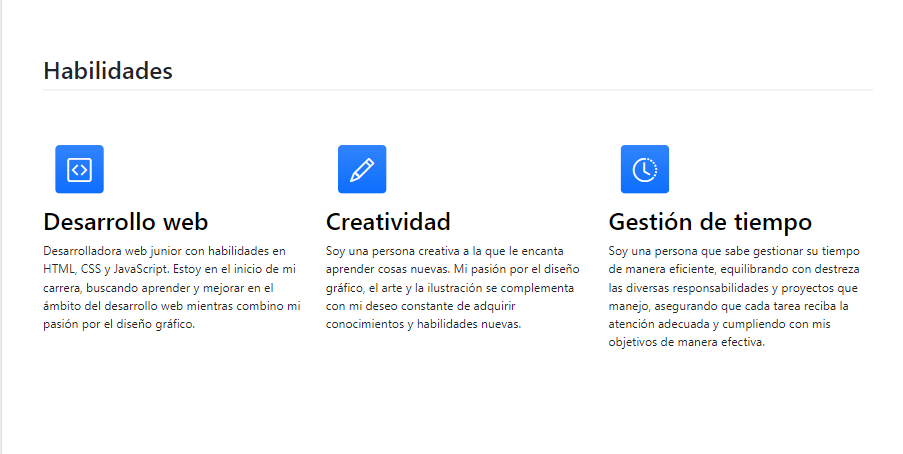 Habilidades
Desarrollo web
Desarrolladora web junior con habilidades en
HTML, CSS y JavaScript. Estoy en el inicio de mi
carrera, buscando aprender y mejorar en el
ámbito del desarrollo web mientras combino mi
pasión por el diseño gráfico.
Creatividad
Soy una persona creativa a la que le encanta
aprender cosas nuevas. Mi pasión por el diseño
gráfico, el arte y la ilustración se complementa
con mi deseo constante de adquirir
conocimientos y habilidades nuevas.
Gestión de tiempo
Soy una persona que sabe gestionar su tiempo
de manera eficiente, equilibrando con destreza
las diversas responsabilidades y proyectos que
manejo, asegurando que cada tarea reciba la
atención adecuada y cumpliendo con mis
objetivos de manera efectiva.